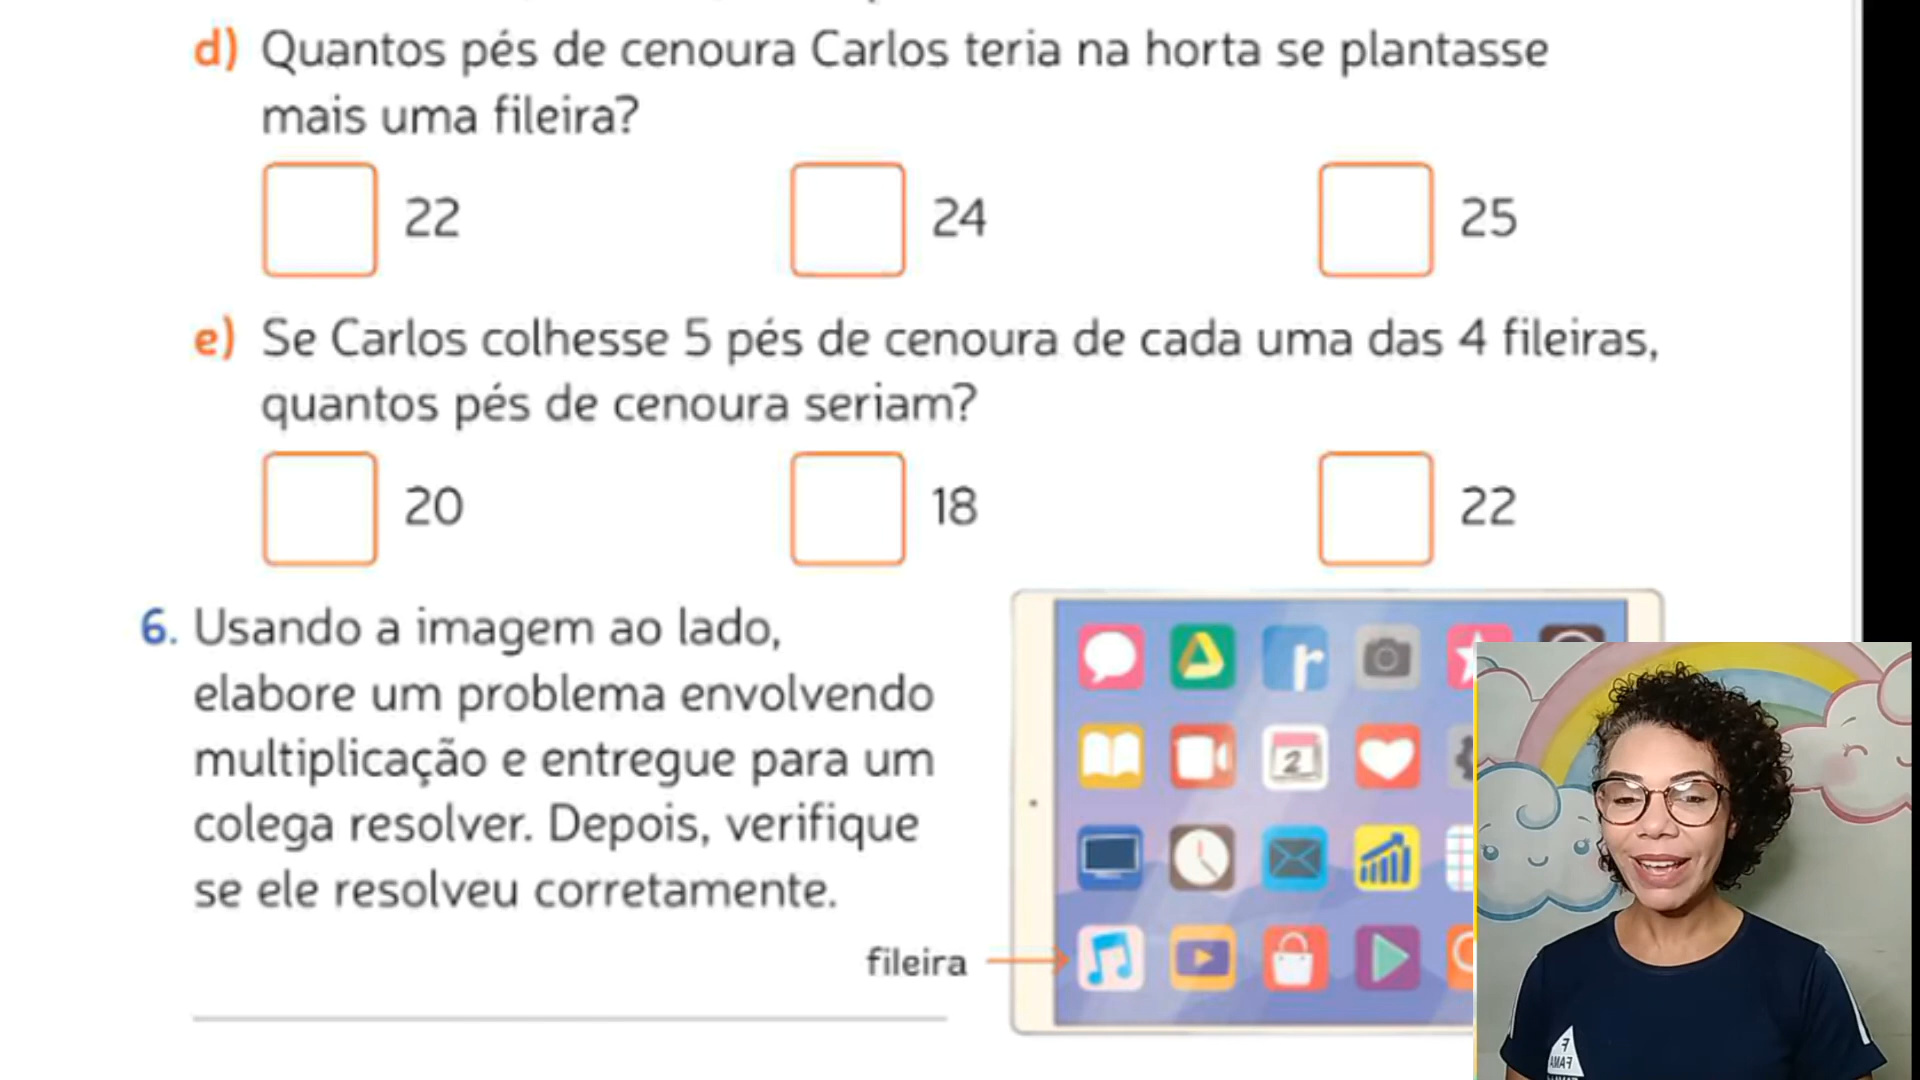 d) Quantos pés de cenoura Carlos teria na horta se plantasse
mais uma fileira?
22 24 25
e) Se Carlos colhesse 5 pés de cenoura de cada uma das 4 fileiras,
quantos pés de cenoura seriam?
20 18 22
6. Usando a imagem ao lado,
elabore um problema envolvendo
multiplicação e entregue para um
colega resolver. Depois, verifique
se ele resolveu corretamente.
r
2
fileira
F
FAMA